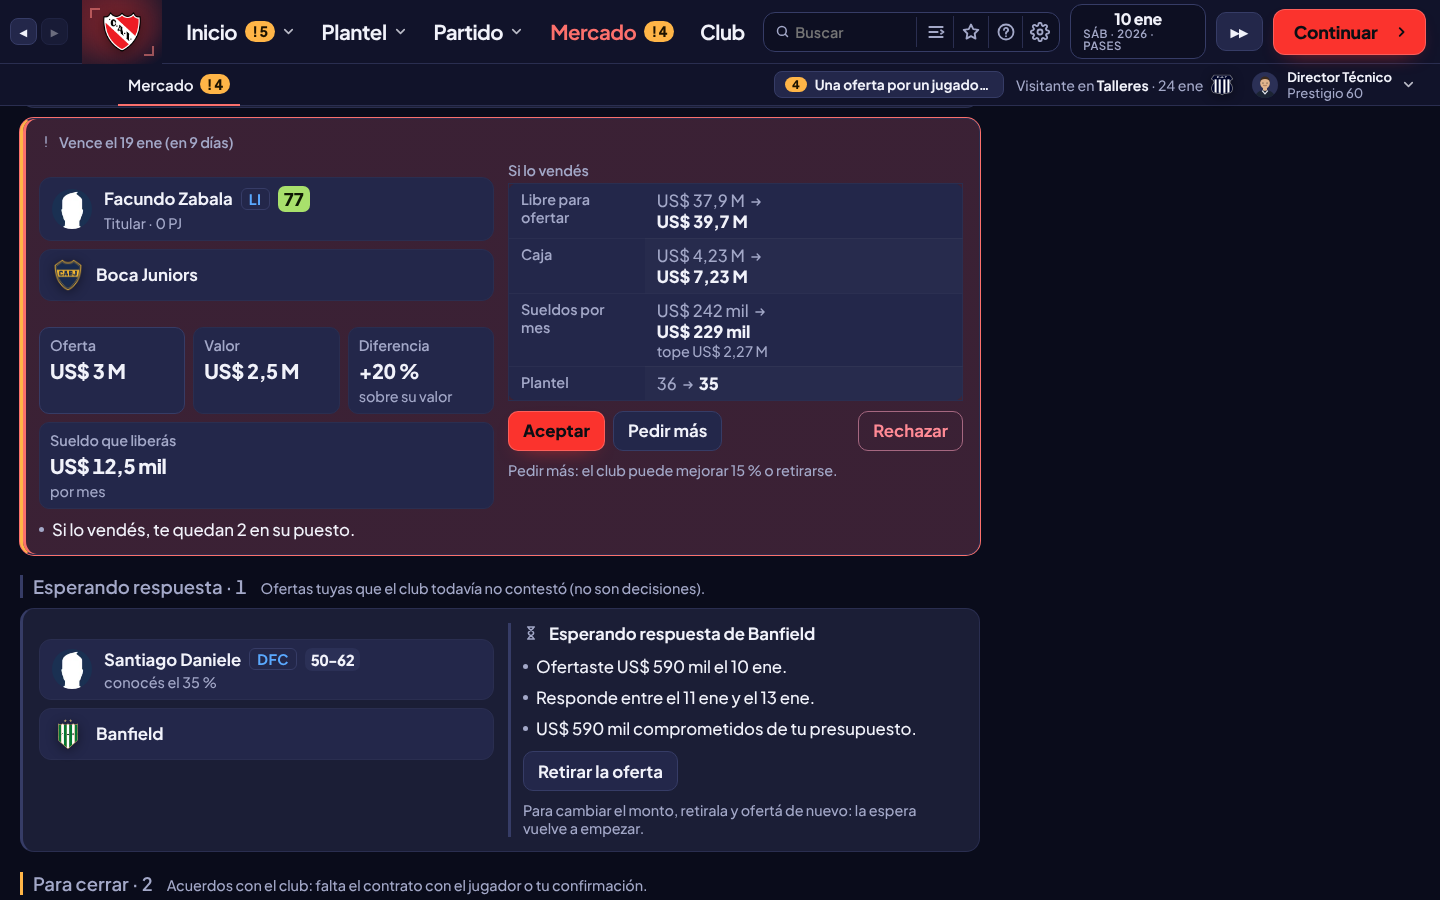 Inicio !5
Plantel
Partido
Mercado !4
Club
Buscar
10 ene
SÁB · 2026 ·
PASES
Continuar
Mercado !4
4 Una oferta por un jugado…
Visitante en Talleres · 24 ene
Director Técnico
Prestigio 60
! Vence el 19 ene (en 9 días)
Facundo Zabala LI 77
Titular · 0 PJ
CABJ
Boca Juniors
Oferta
US$ 3 M
Valor
US$ 2,5 M
Diferencia
+20 %
sobre su valor
Sueldo que liberás
US$ 12,5 mil
por mes
• Si lo vendés, te quedan 2 en su puesto.
Si lo vendés
Libre para
ofertar
US$ 37,9 M →
US$ 39,7 M
Caja
US$ 4,23 M →
US$ 7,23 M
Sueldos por
mes
US$ 242 mil →
US$ 229 mil
tope US$ 2,27 M
Plantel
36 → 35
Aceptar
Pedir más
Rechazar
Pedir más: el club puede mejorar 15 % o retirarse.
Esperando respuesta · 1 Ofertas tuyas que el club todavía no contestó (no son decisiones).
Santiago Daniele DFC 50–62
conocés el 35 %
Banfield
Esperando respuesta de Banfield
• Ofertaste US$ 590 mil el 10 ene.
• Responde entre el 11 ene y el 13 ene.
• US$ 590 mil comprometidos de tu presupuesto.
Retirar la oferta
Para cambiar el monto, retirala y ofertá de nuevo: la espera
vuelve a empezar.
Para cerrar · 2 Acuerdos con el club: falta el contrato con el jugador o tu confirmación.